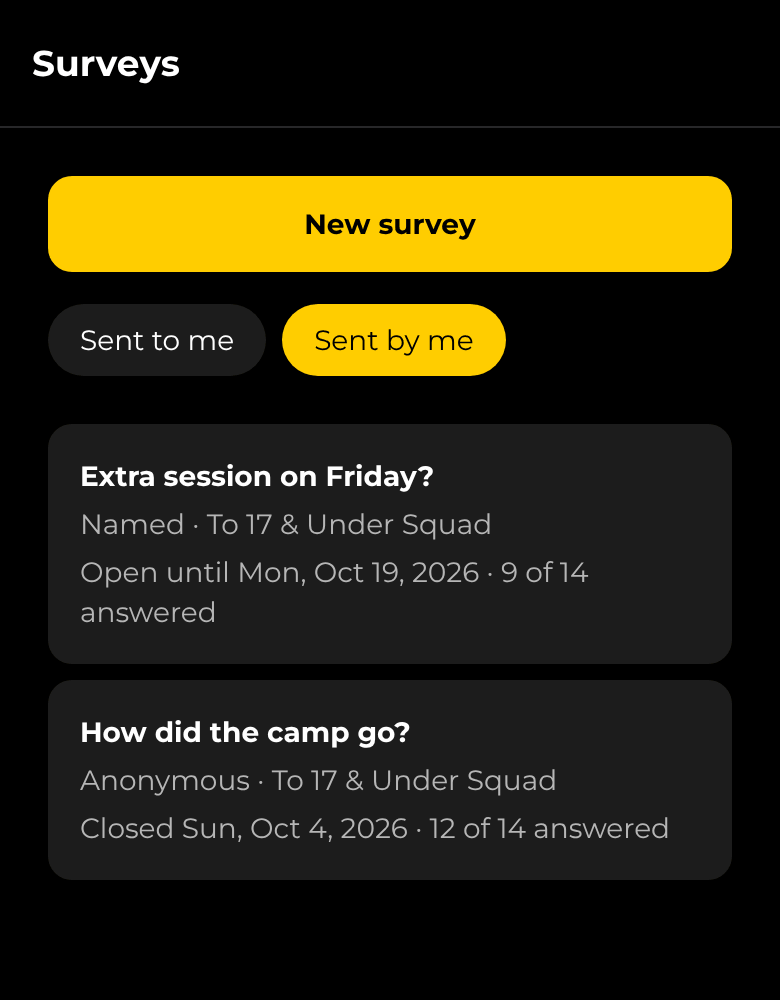 Surveys
New survey
Sent to me
Sent by me
Extra session on Friday?
Named · To 17 & Under Squad
Open until Mon, Oct 19, 2026 · 9 of 14
answered
How did the camp go?
Anonymous · To 17 & Under Squad
Closed Sun, Oct 4, 2026 · 12 of 14 answered